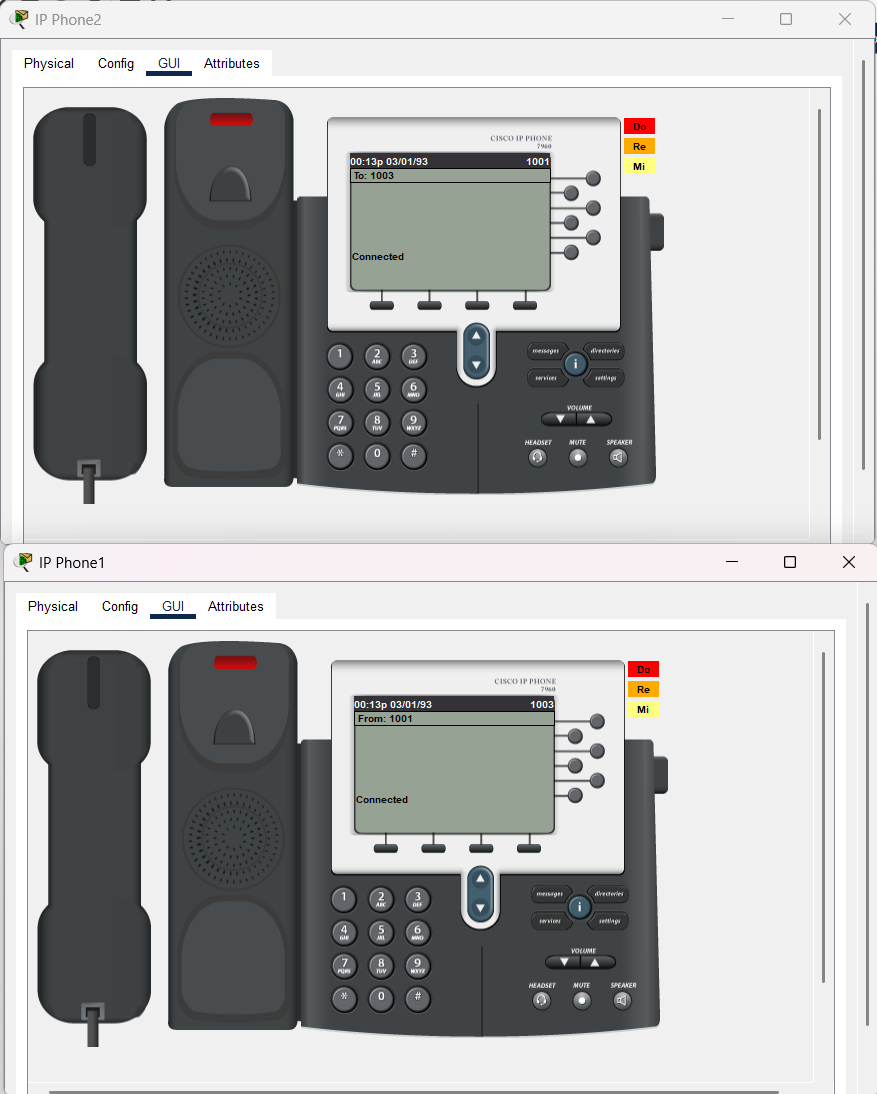 IP Phone2
Physical Config GUI Attributes
CISCO IP PHONE
7960
00:13p 03/01/93 1001
To: 1003
Connected
Do
Re
Mi
1 2 ABC 3 DEF
4 GHI 5 JKL 6 MNO
7 PQRS 8 TUV 9 WXYZ
* 0 #
messages directories
i
services settings
VOLUME
HEADSET MUTE SPEAKER
IP Phone1
Physical Config GUI Attributes
CISCO IP PHONE
7960
00:13p 03/01/93 1003
From: 1001
Connected
Do
Re
Mi
1 2 ABC 3 DEF
4 GHI 5 JKL 6 MNO
7 PQRS 8 TUV 9 WXYZ
* 0 #
messages directories
i
services settings
VOLUME
HEADSET MUTE SPEAKER